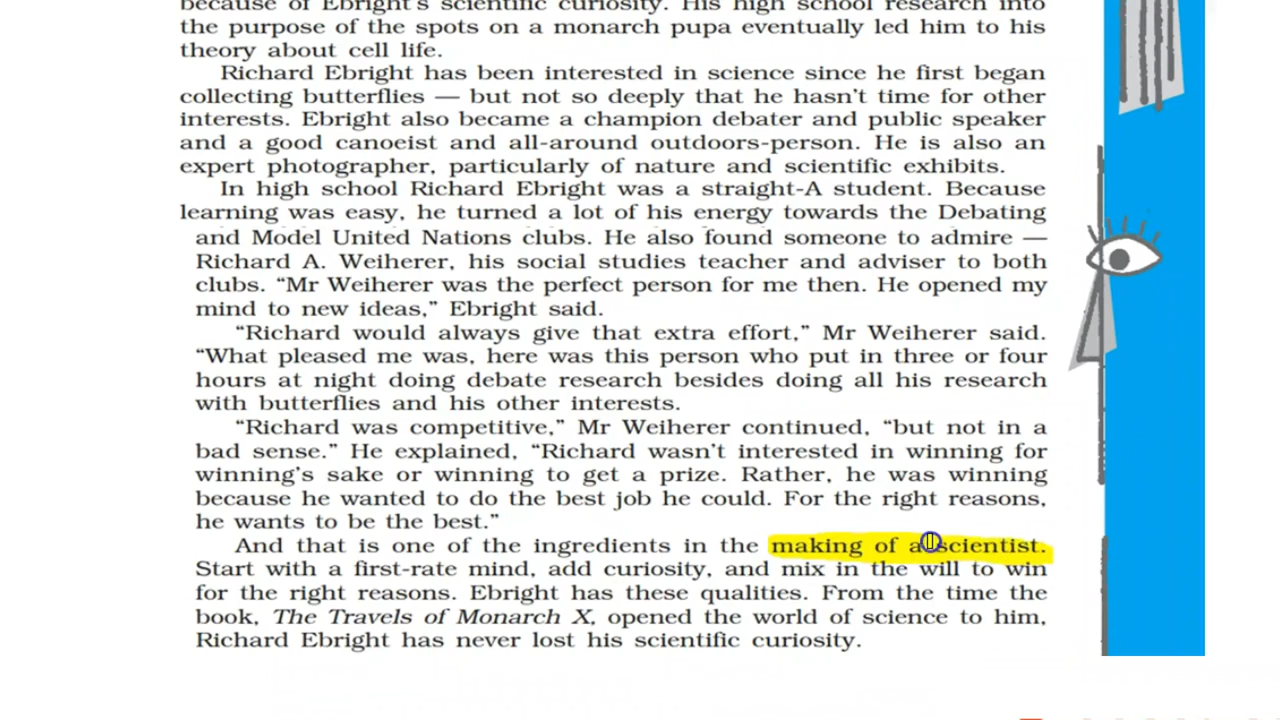 because of Ebright's scientific curiosity. His high school research into
the purpose of the spots on a monarch pupa eventually led him to his
theory about cell life.
Richard Ebright has been interested in science since he first began
collecting butterflies — but not so deeply that he hasn't time for other
interests. Ebright also became a champion debater and public speaker
and a good canoeist and all-around outdoors-person. He is also an
expert photographer, particularly of nature and scientific exhibits.
In high school Richard Ebright was a straight-A student. Because
learning was easy, he turned a lot of his energy towards the Debating
and Model United Nations clubs. He also found someone to admire —
Richard A. Weiherer, his social studies teacher and adviser to both
clubs. “Mr Weiherer was the perfect person for me then. He opened my
mind to new ideas,” Ebright said.
“Richard would always give that extra effort,” Mr Weiherer said.
“What pleased me was, here was this person who put in three or four
hours at night doing debate research besides doing all his research
with butterflies and his other interests.
“Richard was competitive,” Mr Weiherer continued, “but not in a
bad sense.” He explained, “Richard wasn't interested in winning for
winning's sake or winning to get a prize. Rather, he was winning
because he wanted to do the best job he could. For the right reasons,
he wants to be the best.”
And that is one of the ingredients in the making of a scientist.
Start with a first-rate mind, add curiosity, and mix in the will to win
for the right reasons. Ebright has these qualities. From the time the
book, The Travels of Monarch X, opened the world of science to him,
Richard Ebright has never lost his scientific curiosity.